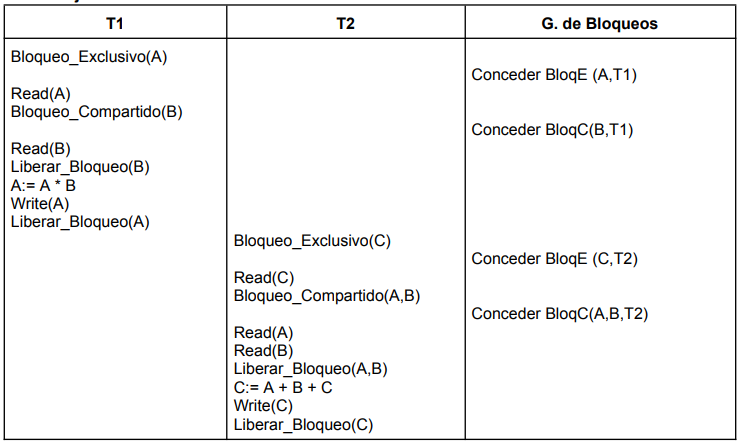 T1 T2 G. de Bloqueos
Bloqueo_Exclusivo(A)
Conceder BloqE (A,T1)
Read(A)
Bloqueo_Compartido(B)
Conceder BloqC(B,T1)
Read(B)
Liberar_Bloqueo(B)
A:= A * B
Write(A)
Liberar_Bloqueo(A)
Bloqueo_Exclusivo(C)
Conceder BloqE (C,T2)
Read(C)
Bloqueo_Compartido(A,B)
Conceder BloqC(A,B,T2)
Read(A)
Read(B)
Liberar_Bloqueo(A,B)
C:= A + B + C
Write(C)
Liberar_Bloqueo(C)